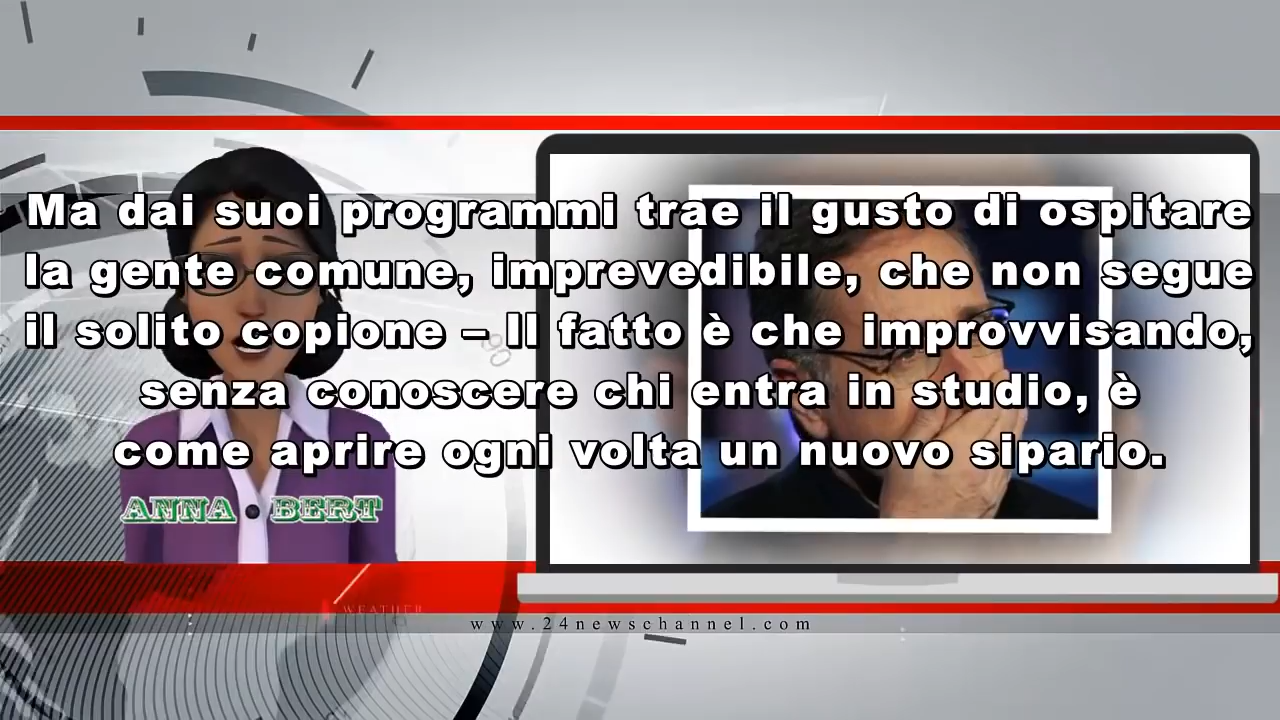 Ma dai suoi programmi trae il gusto di ospitare
la gente comune, imprevedibile, che non segue
il solito copione – Il fatto è che improvvisando,
senza conoscere chi entra in studio, è
come aprire ogni volta un nuovo sipario.
ANNA BERT
WEATHER
www.24newschannel.com